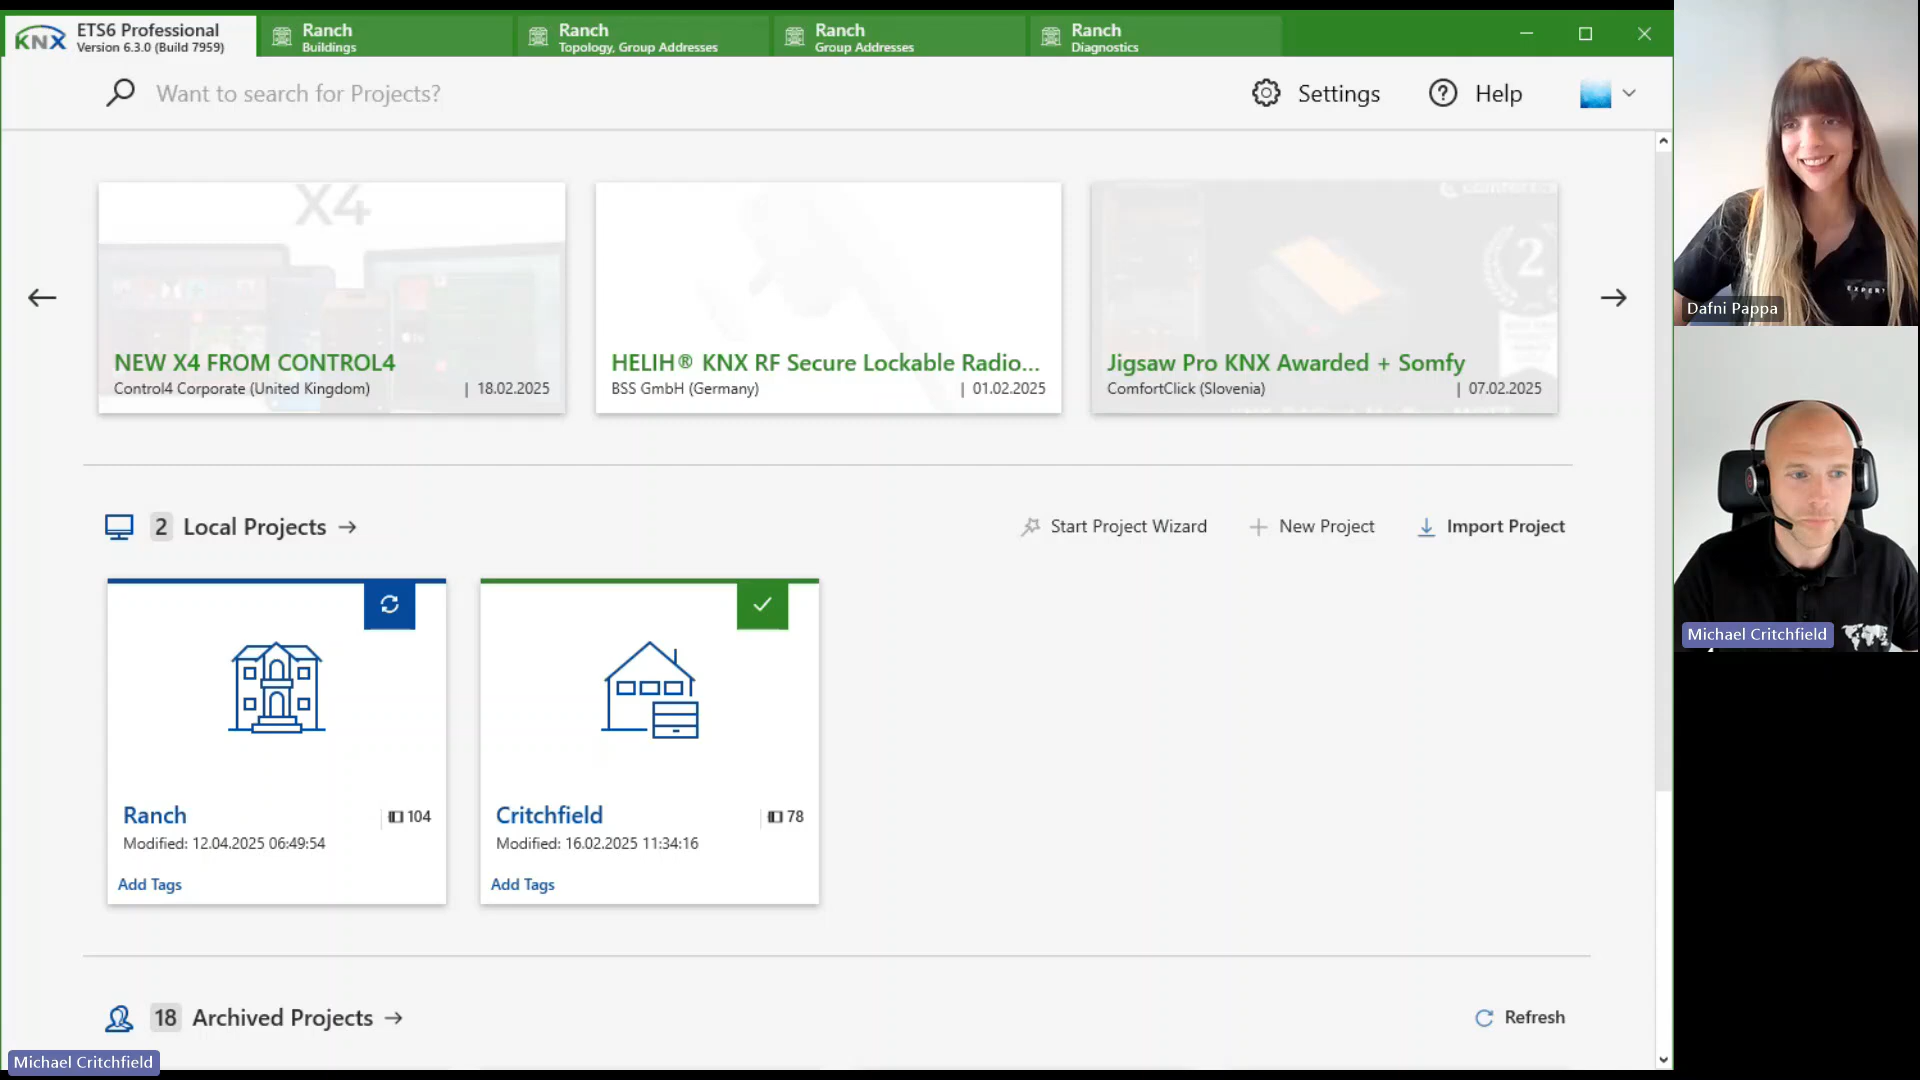 KNX
ETS6 Professional
Version 6.3.0 (Build 7959)
Ranch
Buildings
Ranch
Topology, Group Addresses
Ranch
Group Addresses
Ranch
Diagnostics
Want to search for Projects?
Settings
Help
X4
NEW X4 FROM CONTROL4
Control4 Corporate (United Kingdom) | 18.02.2025
HELIH® KNX RF Secure Lockable Radio...
BSS GmbH (Germany) | 01.02.2025
2
Jigsaw Pro KNX Awarded + Somfy
ComfortClick (Slovenia) | 07.02.2025
EXPERT
Dafni Pappa
2 Local Projects
Start Project Wizard
New Project
Import Project
Ranch
104
Modified: 12.04.2025 06:49:54
Add Tags
Critchfield
78
Modified: 16.02.2025 11:34:16
Add Tags
Michael Critchfield
18 Archived Projects
Refresh
Michael Critchfield